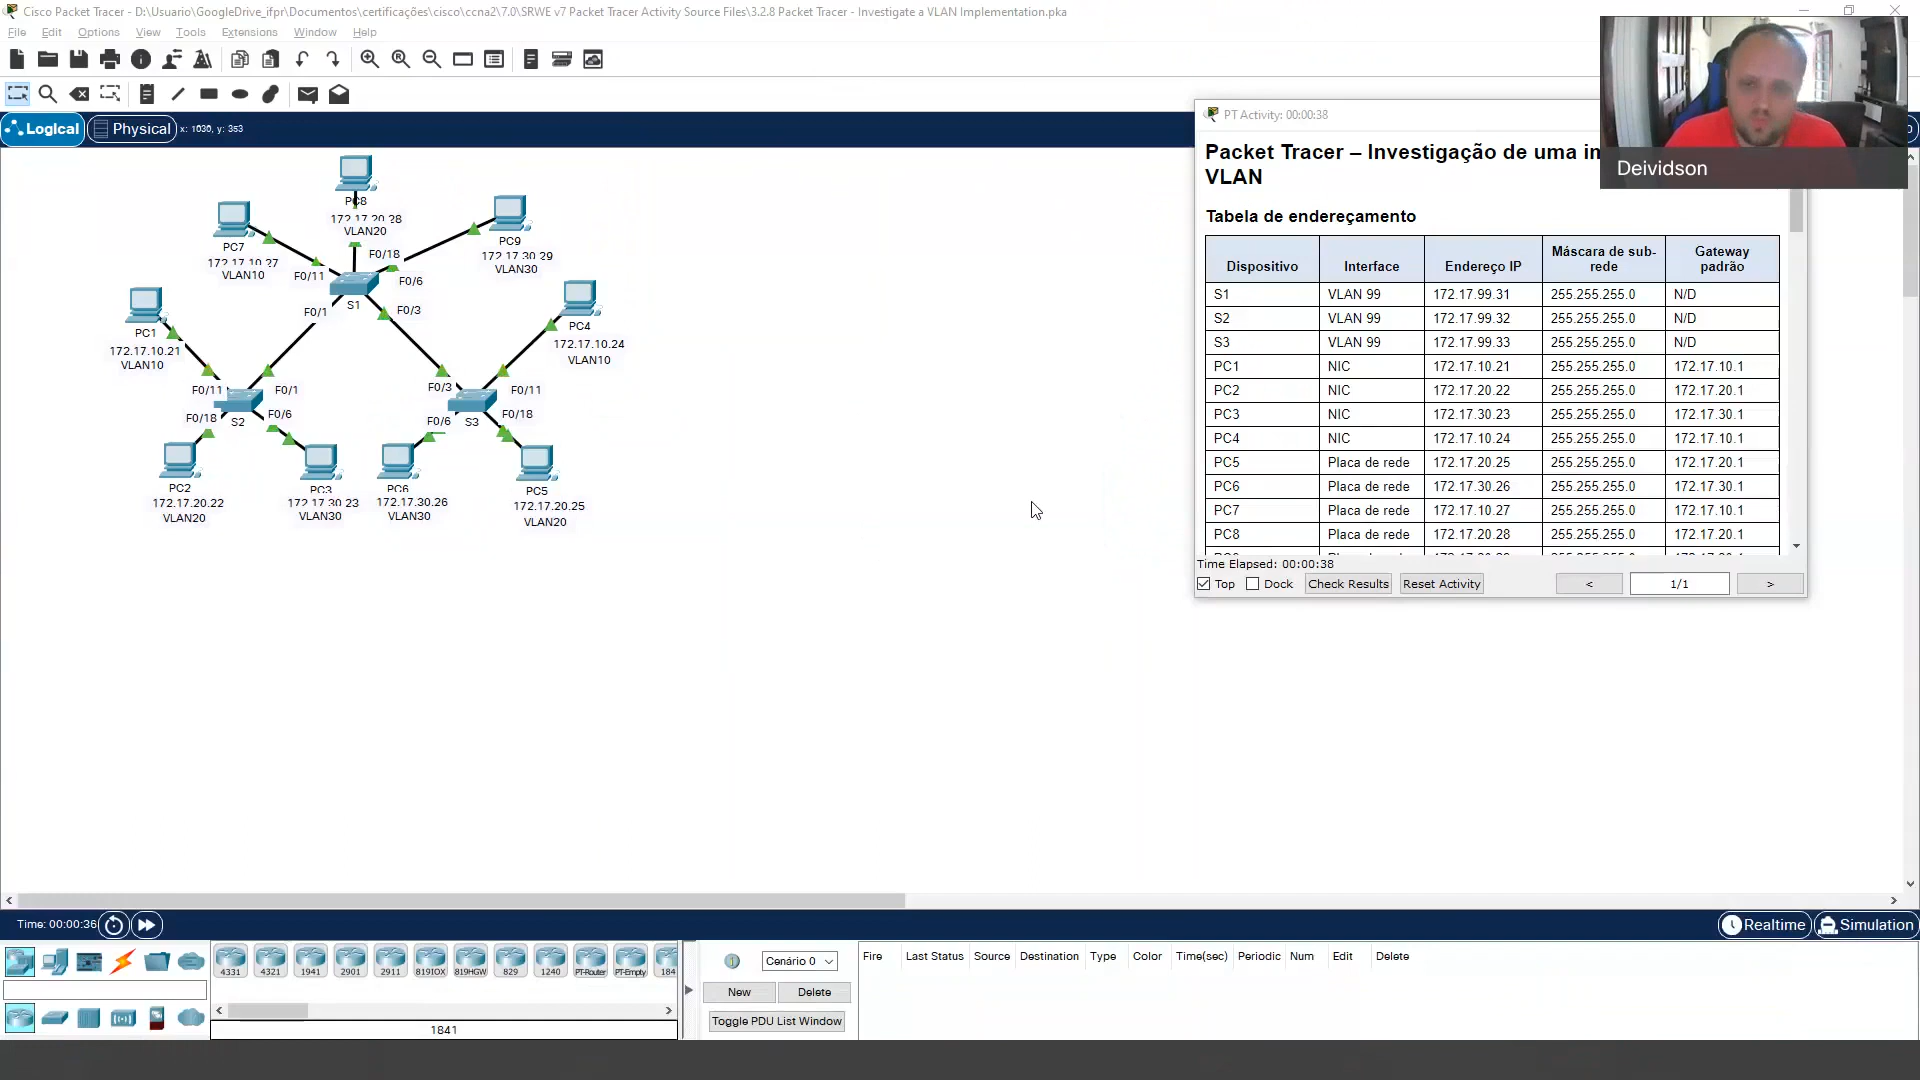 Cisco Packet Tracer - D:\Usuario\GoogleDrive_ifpr\Documentos\certificações\cisco\ccna2\7.0\SRWE v7 Packet Tracer Activity Source Files\3.2.8 Packet Tracer - Investigate a VLAN Implementation.pka
File Edit Options View Tools Extensions Window Help
Logical Physical x: 1030, y: 353
PC8
172.17.20.28
VLAN20
PC7
172.17.10.27
VLAN10
PC9
172.17.30.29
VLAN30
F0/18
F0/11
F0/6
S1
F0/1
F0/3
PC1
172.17.10.21
VLAN10
PC4
172.17.10.24
VLAN10
F0/11
F0/1
F0/18
F0/6
S2
F0/3
F0/11
F0/6
F0/18
S3
PC2
172.17.20.22
VLAN20
PC3
172.17.30.23
VLAN30
PC6
172.17.30.26
VLAN30
PC5
172.17.20.25
VLAN20
PT Activity: 00:00:38
Packet Tracer – Investigação de uma
VLAN
Deividson
Tabela de endereçamento
Dispositivo Interface Endereço IP Máscara de sub-rede Gateway padrão
S1 VLAN 99 172.17.99.31 255.255.255.0 N/D
S2 VLAN 99 172.17.99.32 255.255.255.0 N/D
S3 VLAN 99 172.17.99.33 255.255.255.0 N/D
PC1 NIC 172.17.10.21 255.255.255.0 172.17.10.1
PC2 NIC 172.17.20.22 255.255.255.0 172.17.20.1
PC3 NIC 172.17.30.23 255.255.255.0 172.17.30.1
PC4 NIC 172.17.10.24 255.255.255.0 172.17.10.1
PC5 Placa de rede 172.17.20.25 255.255.255.0 172.17.20.1
PC6 Placa de rede 172.17.30.26 255.255.255.0 172.17.30.1
PC7 Placa de rede 172.17.10.27 255.255.255.0 172.17.10.1
PC8 Placa de rede 172.17.20.28 255.255.255.0 172.17.20.1
Time Elapsed: 00:00:38
Top Dock Check Results Reset Activity < 1/1 >
Time: 00:00:36
Realtime Simulation
4331 4321 1941 2901 2911 819IOX 819HGW 829 1240 PT-Router PT-Empty 184
1841
Cenário 0
New Delete
Toggle PDU List Window
Fire Last Status Source Destination Type Color Time(sec) Periodic Num Edit Delete